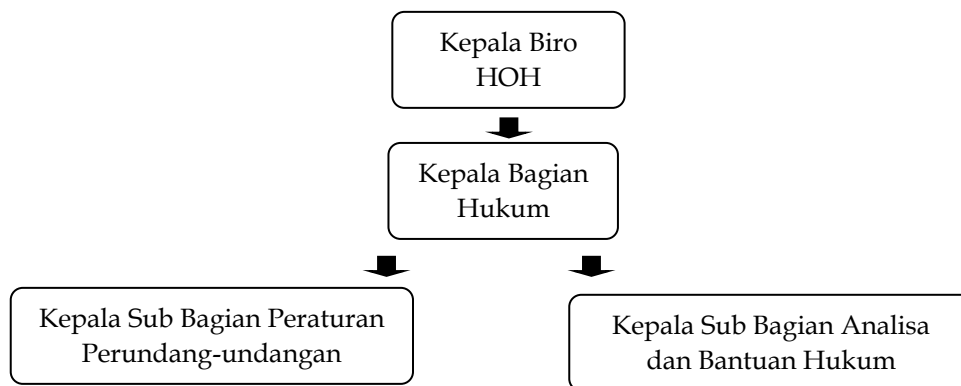 Kepala Biro
HOH
Kepala Bagian
Hukum
Kepala Sub Bagian Peraturan
Perundang-undangan
Kepala Sub Bagian Analisa
dan Bantuan Hukum